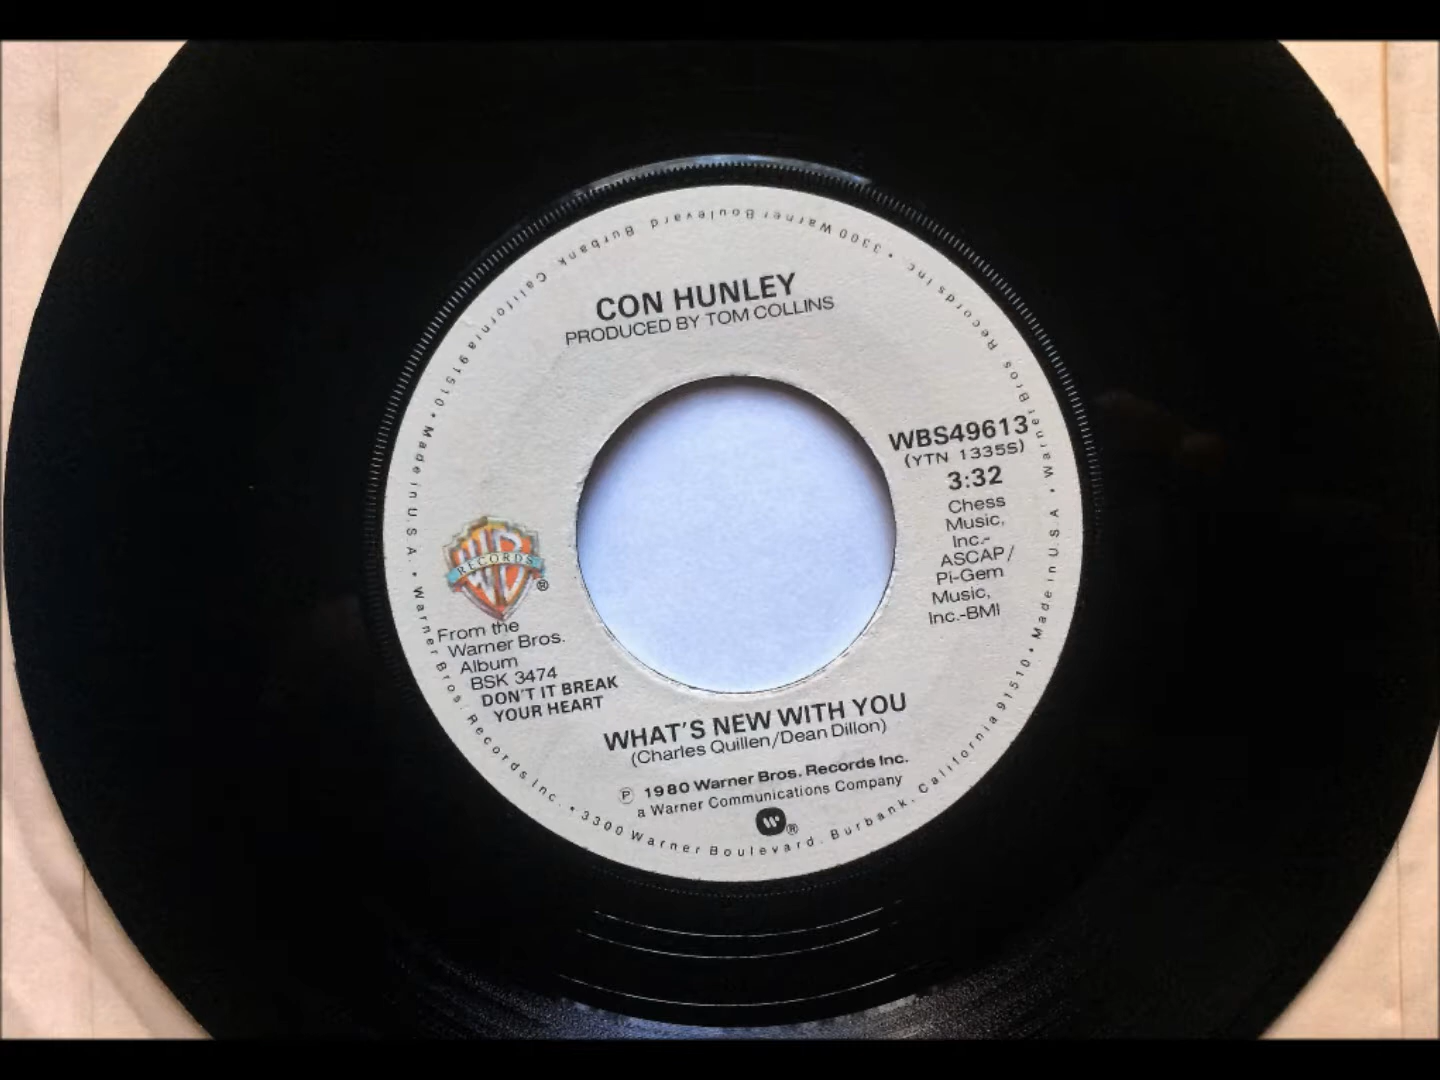 CON HUNLEY
PRODUCED BY TOM COLLINS
WBS49613
(YTN 1335S)
3:32
Chess
Music,
Inc.-
ASCAP/
Pi-Gem
Music,
Inc.-BMI
WB
RECORDS
®
From the
Warner Bros.
Album
BSK 3474
DON'T IT BREAK
YOUR HEART
WHAT'S NEW WITH YOU
(Charles Quillen/Dean Dillon)
Ⓟ 1980 Warner Bros. Records Inc.
a Warner Communications Company
W®
Warner Bros. Records Inc. • 3300 Warner Boulevard, Burbank, California 91510 • Made in U.S.A. •
Warner Bros. Records Inc. • 3300 Warner Boulevard, Burbank, California 91510 • Made in U.S.A. •